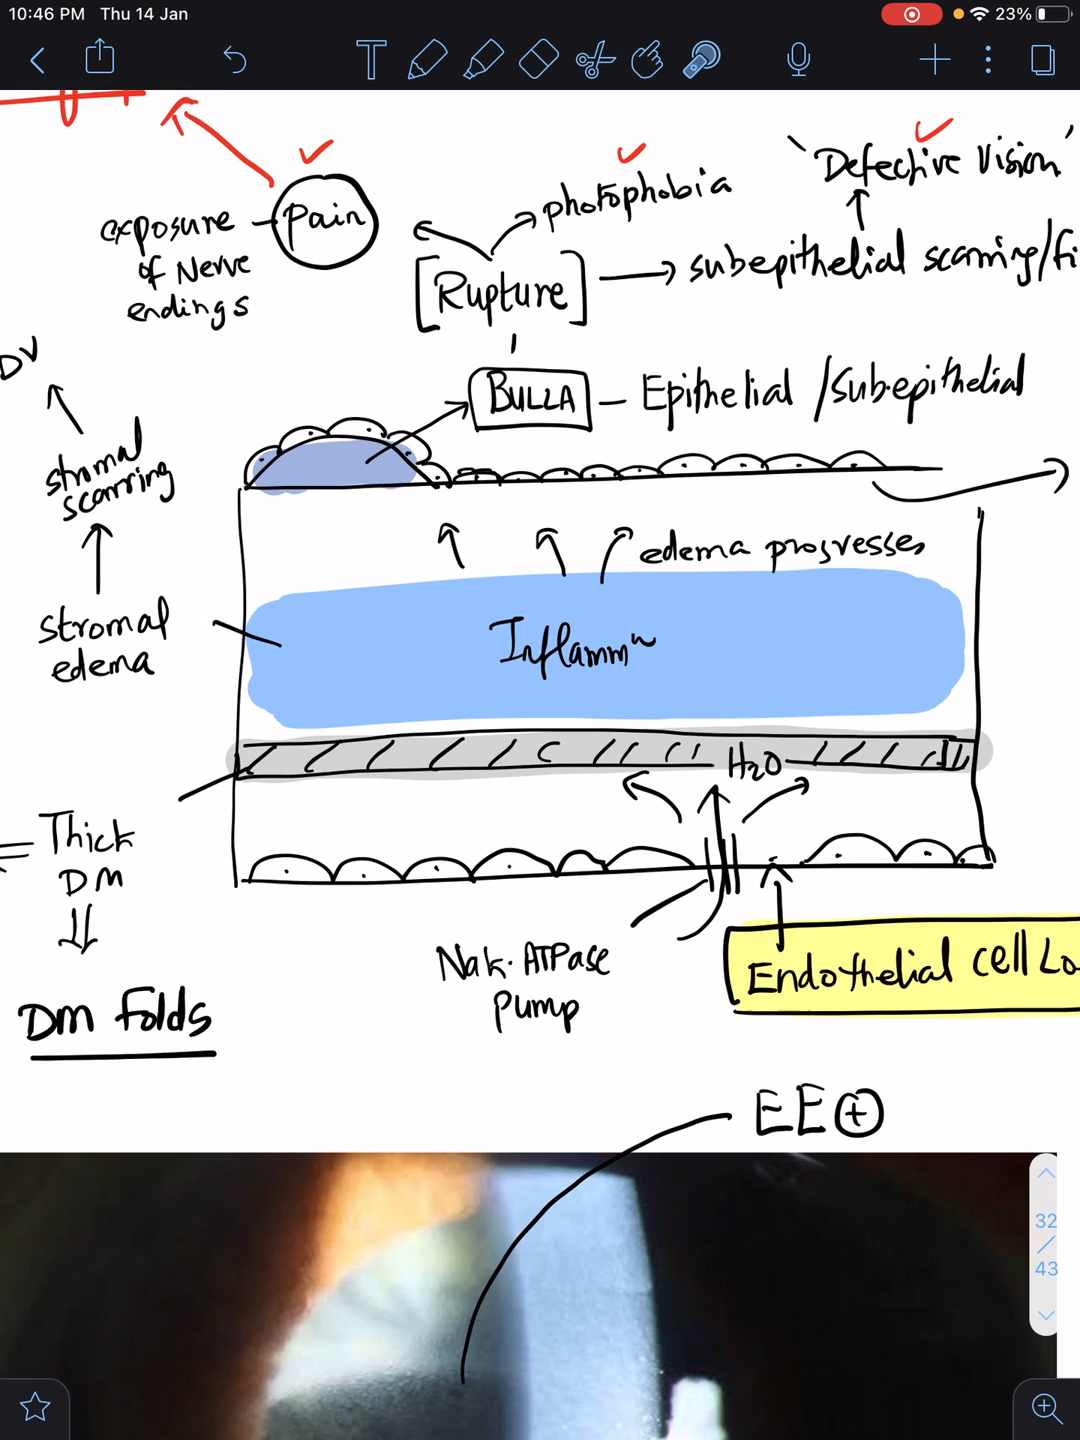 10:46 PM Thu 14 Jan
23%
Pain
exposure
of Nerve
endings
photophobia
'Defective Vision'
[Rupture]
subepithelial scarring/fi
DV
BULLA — Epithelial /Subepithelial
stromal
scarring
edema progresses
stromal
edema
Inflammⁿ
H₂O
Thick
DM
DM Folds
Nak.ATPase
pump
Endothelial cell Lo
EE⊕
32
/
43